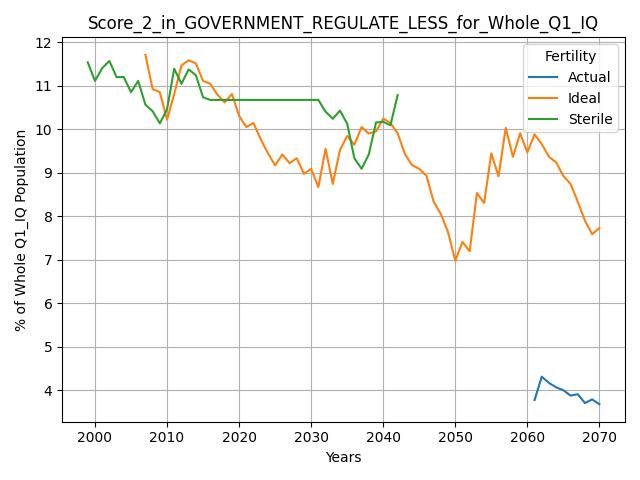 Score_2_in_GOVERNMENT_REGULATE_LESS_for_Whole_Q1_IQ
Fertility
Actual
Ideal
Sterile
% of Whole Q1_IQ Population
12
11
10
9
8
7
6
5
4
2000 2010 2020 2030 2040 2050 2060 2070
Years